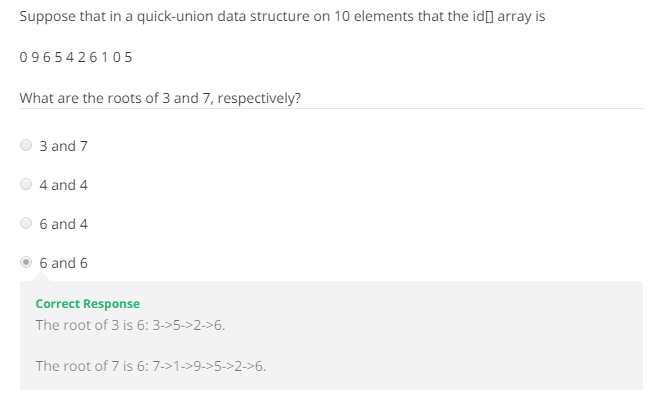 Suppose that in a quick-union data structure on 10 elements that the id[] array is
0 9 6 5 4 2 6 1 0 5
What are the roots of 3 and 7, respectively?
3 and 7
4 and 4
6 and 4
6 and 6
Correct Response
The root of 3 is 6: 3->5->2->6.
The root of 7 is 6: 7->1->9->5->2->6.